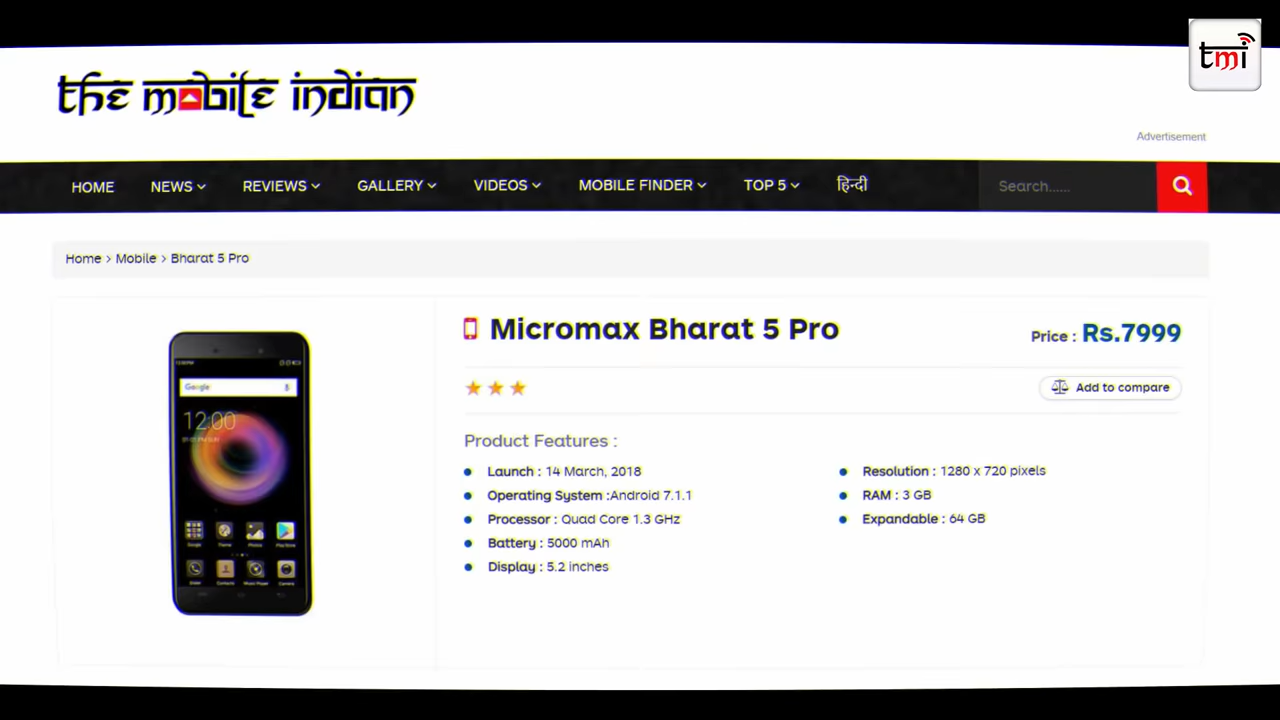 tmi
the mobile indian
Advertisement
HOME NEWS REVIEWS GALLERY VIDEOS MOBILE FINDER TOP 5 हिन्दी Search......
Home > Mobile > Bharat 5 Pro
Micromax Bharat 5 Pro
Price : Rs.7999
Add to compare
Product Features :
Launch : 14 March, 2018
Operating System :Android 7.1.1
Processor : Quad Core 1.3 GHz
Battery : 5000 mAh
Display : 5.2 inches
Resolution : 1280 x 720 pixels
RAM : 3 GB
Expandable : 64 GB
Google
12:00